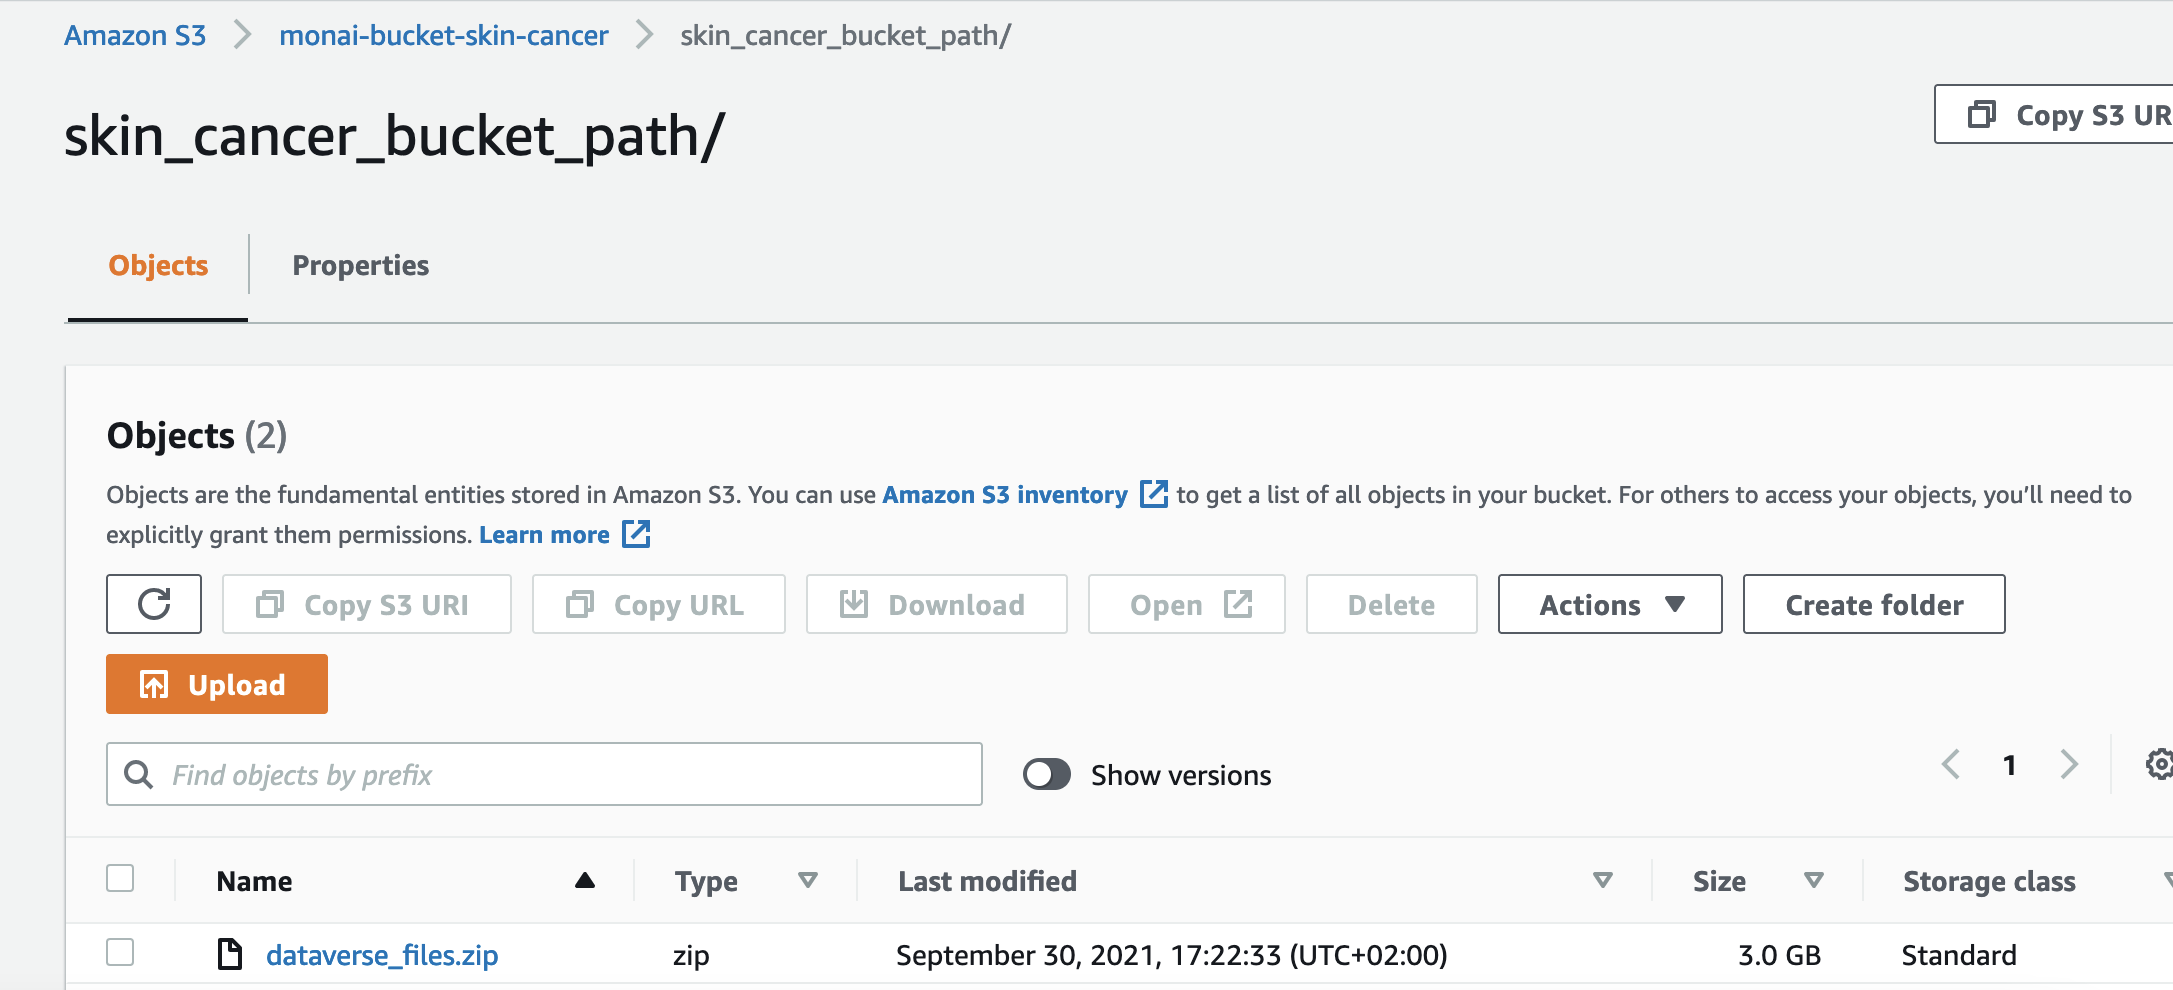 Amazon S3 monai-bucket-skin-cancer skin_cancer_bucket_path/
skin_cancer_bucket_path/
Copy S3 UR
Objects Properties
Objects (2)
Objects are the fundamental entities stored in Amazon S3. You can use Amazon S3 inventory to get a list of all objects in your bucket. For others to access your objects, you'll need to
explicitly grant them permissions. Learn more
Copy S3 URI Copy URL Download Open Delete Actions Create folder
Upload
Find objects by prefix Show versions 1
Name Type Last modified Size Storage class
dataverse_files.zip zip September 30, 2021, 17:22:33 (UTC+02:00) 3.0 GB Standard